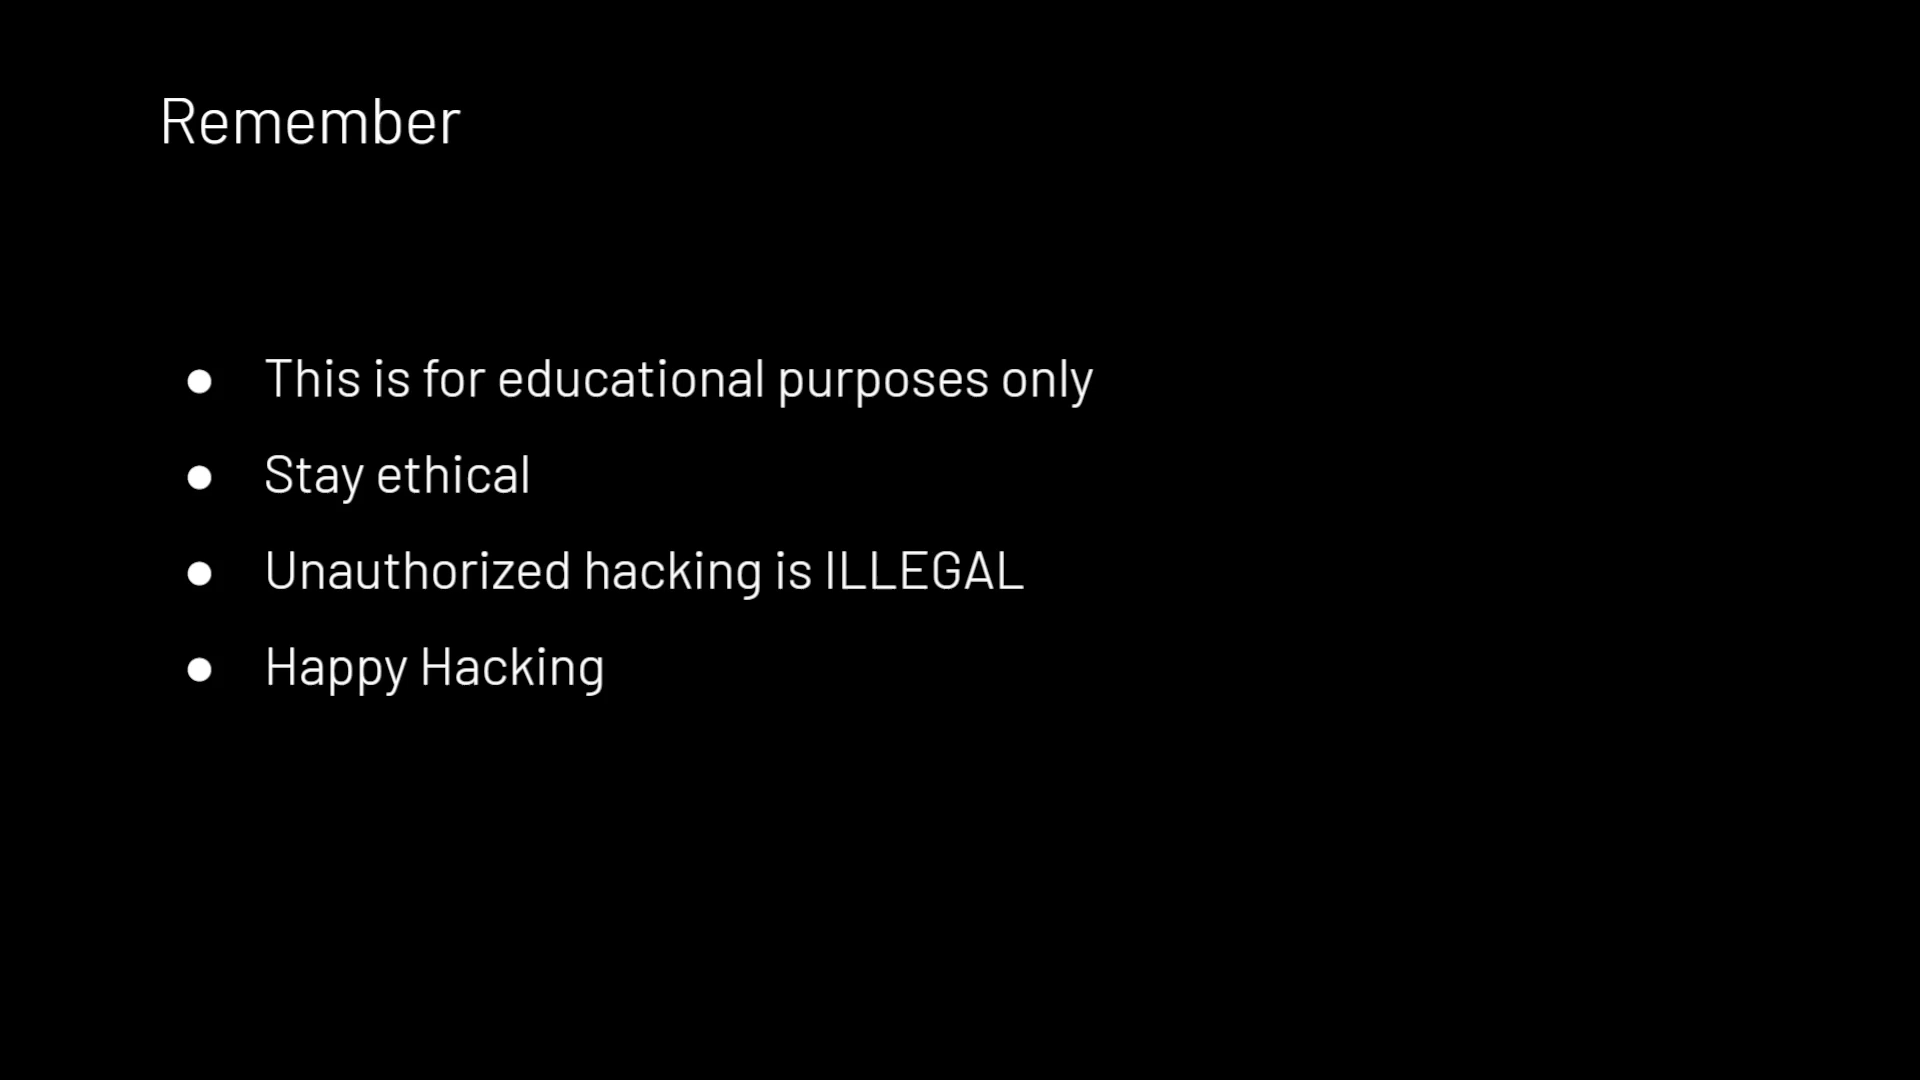 Remember
● This is for educational purposes only
● Stay ethical
● Unauthorized hacking is ILLEGAL
● Happy Hacking